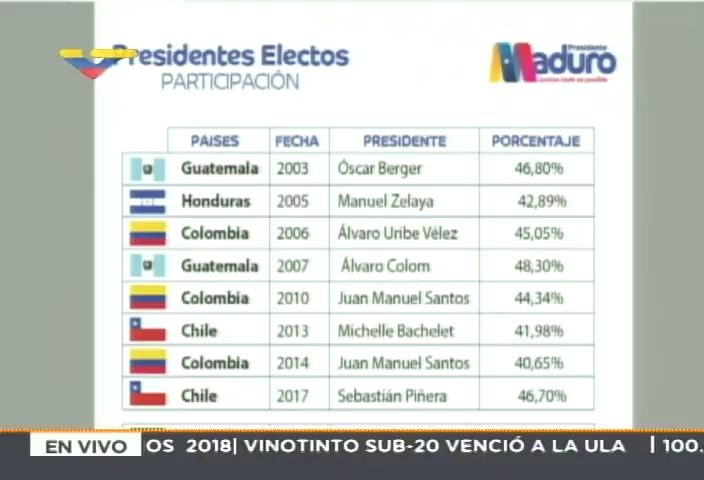 Presidentes Electos
PARTICIPACIÓN
Presidente
Maduro
PAISES FECHA PRESIDENTE PORCENTAJE
Guatemala 2003 Óscar Berger 46,80%
Honduras 2005 Manuel Zelaya 42,89%
Colombia 2006 Álvaro Uribe Vélez 45,05%
Guatemala 2007 Álvaro Colom 48,30%
Colombia 2010 Juan Manuel Santos 44,34%
Chile 2013 Michelle Bachelet 41,98%
Colombia 2014 Juan Manuel Santos 40,65%
Chile 2017 Sebastián Piñera 46,70%
EN VIVO IOS 2018| VINOTINTO SUB-20 VENCIÓ A LA ULA | 100.